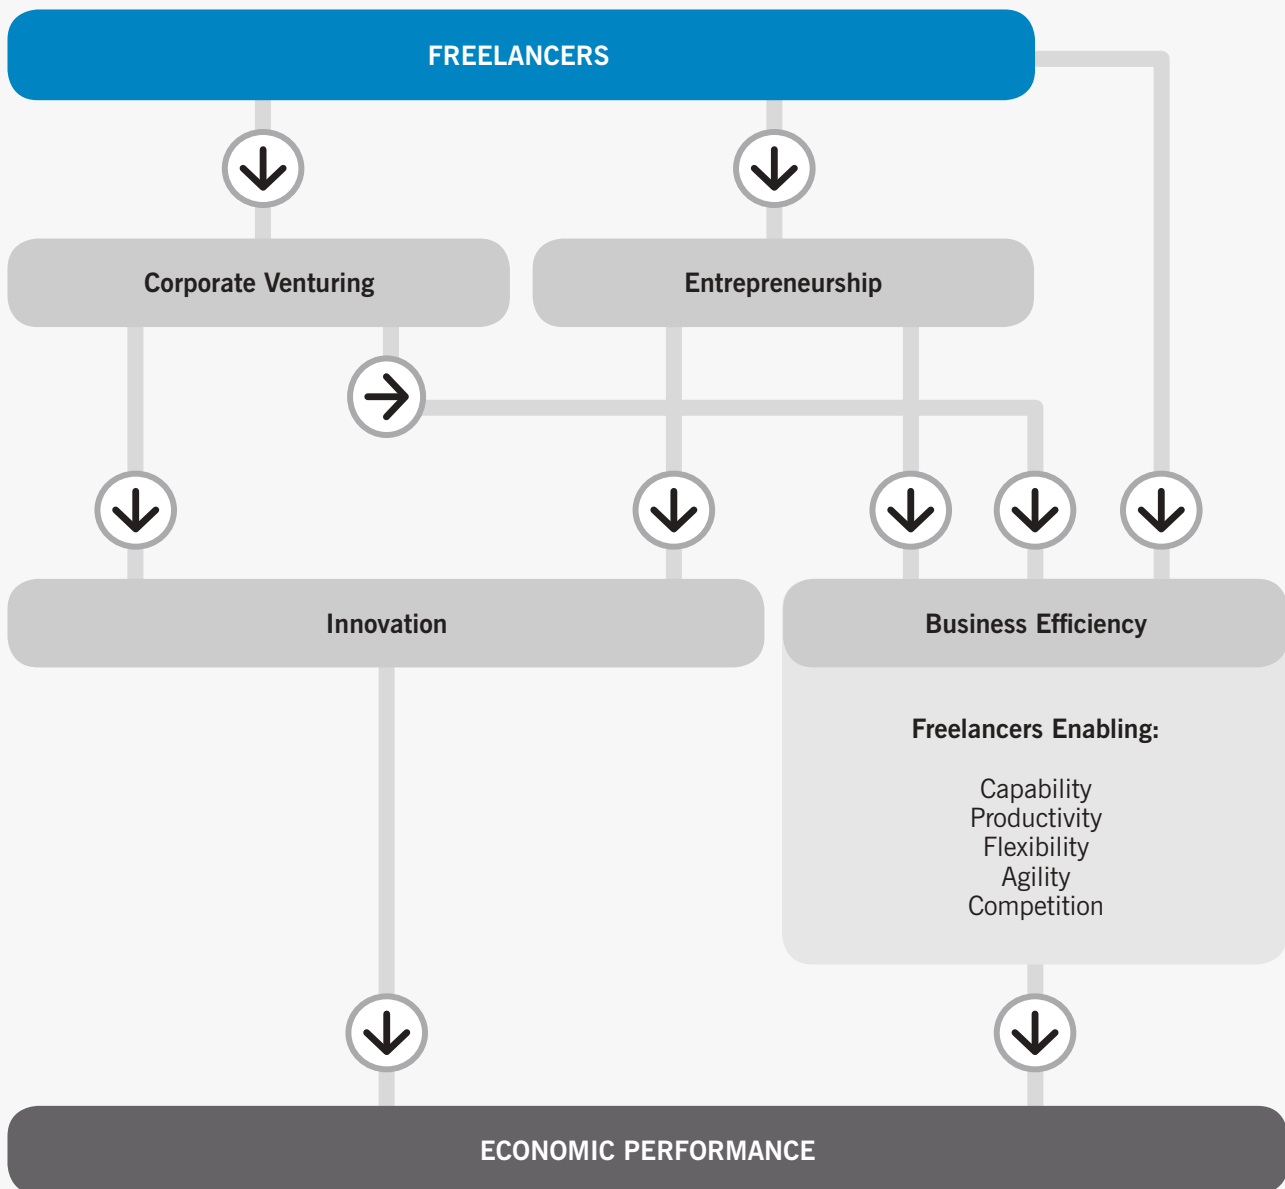 FREELANCERS
Corporate Venturing
Entrepreneurship
Innovation
Business Efficiency
Freelancers Enabling:
Capability
Productivity
Flexibility
Agility
Competition
ECONOMIC PERFORMANCE